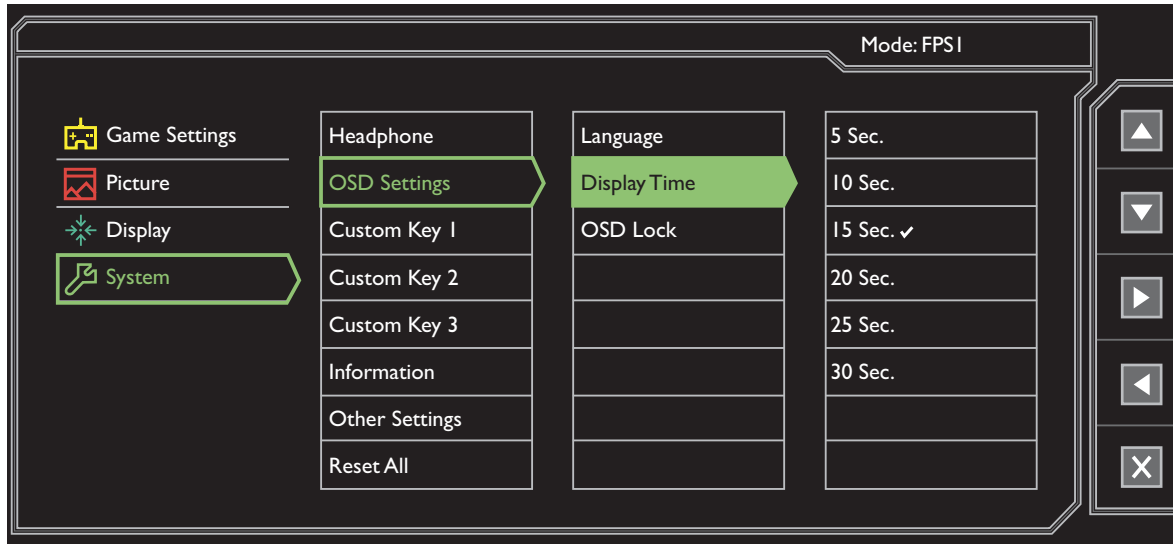 Mode: FPS1
Game Settings
Picture
Display
System
Headphone
OSD Settings
Custom Key 1
Custom Key 2
Custom Key 3
Information
Other Settings
Reset All
Language
Display Time
OSD Lock
5 Sec.
10 Sec.
15 Sec.
20 Sec.
25 Sec.
30 Sec.